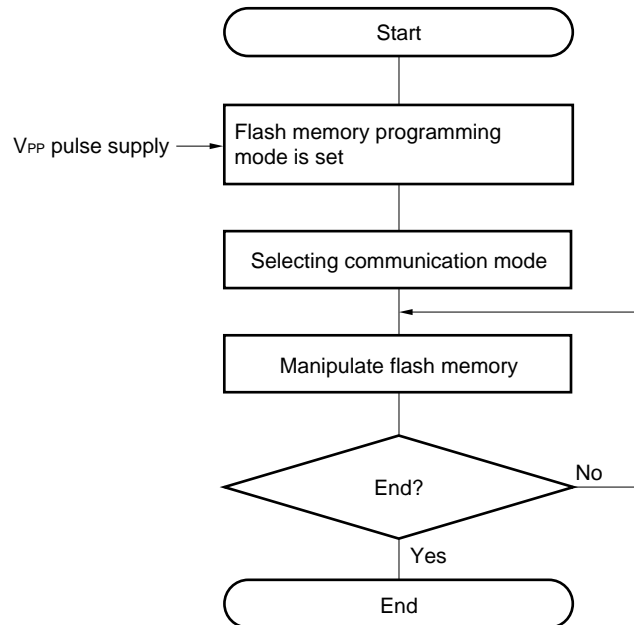 Start
VPP pulse supply
Flash memory programming
mode is set
Selecting communication mode
Manipulate flash memory
End?
No
Yes
End